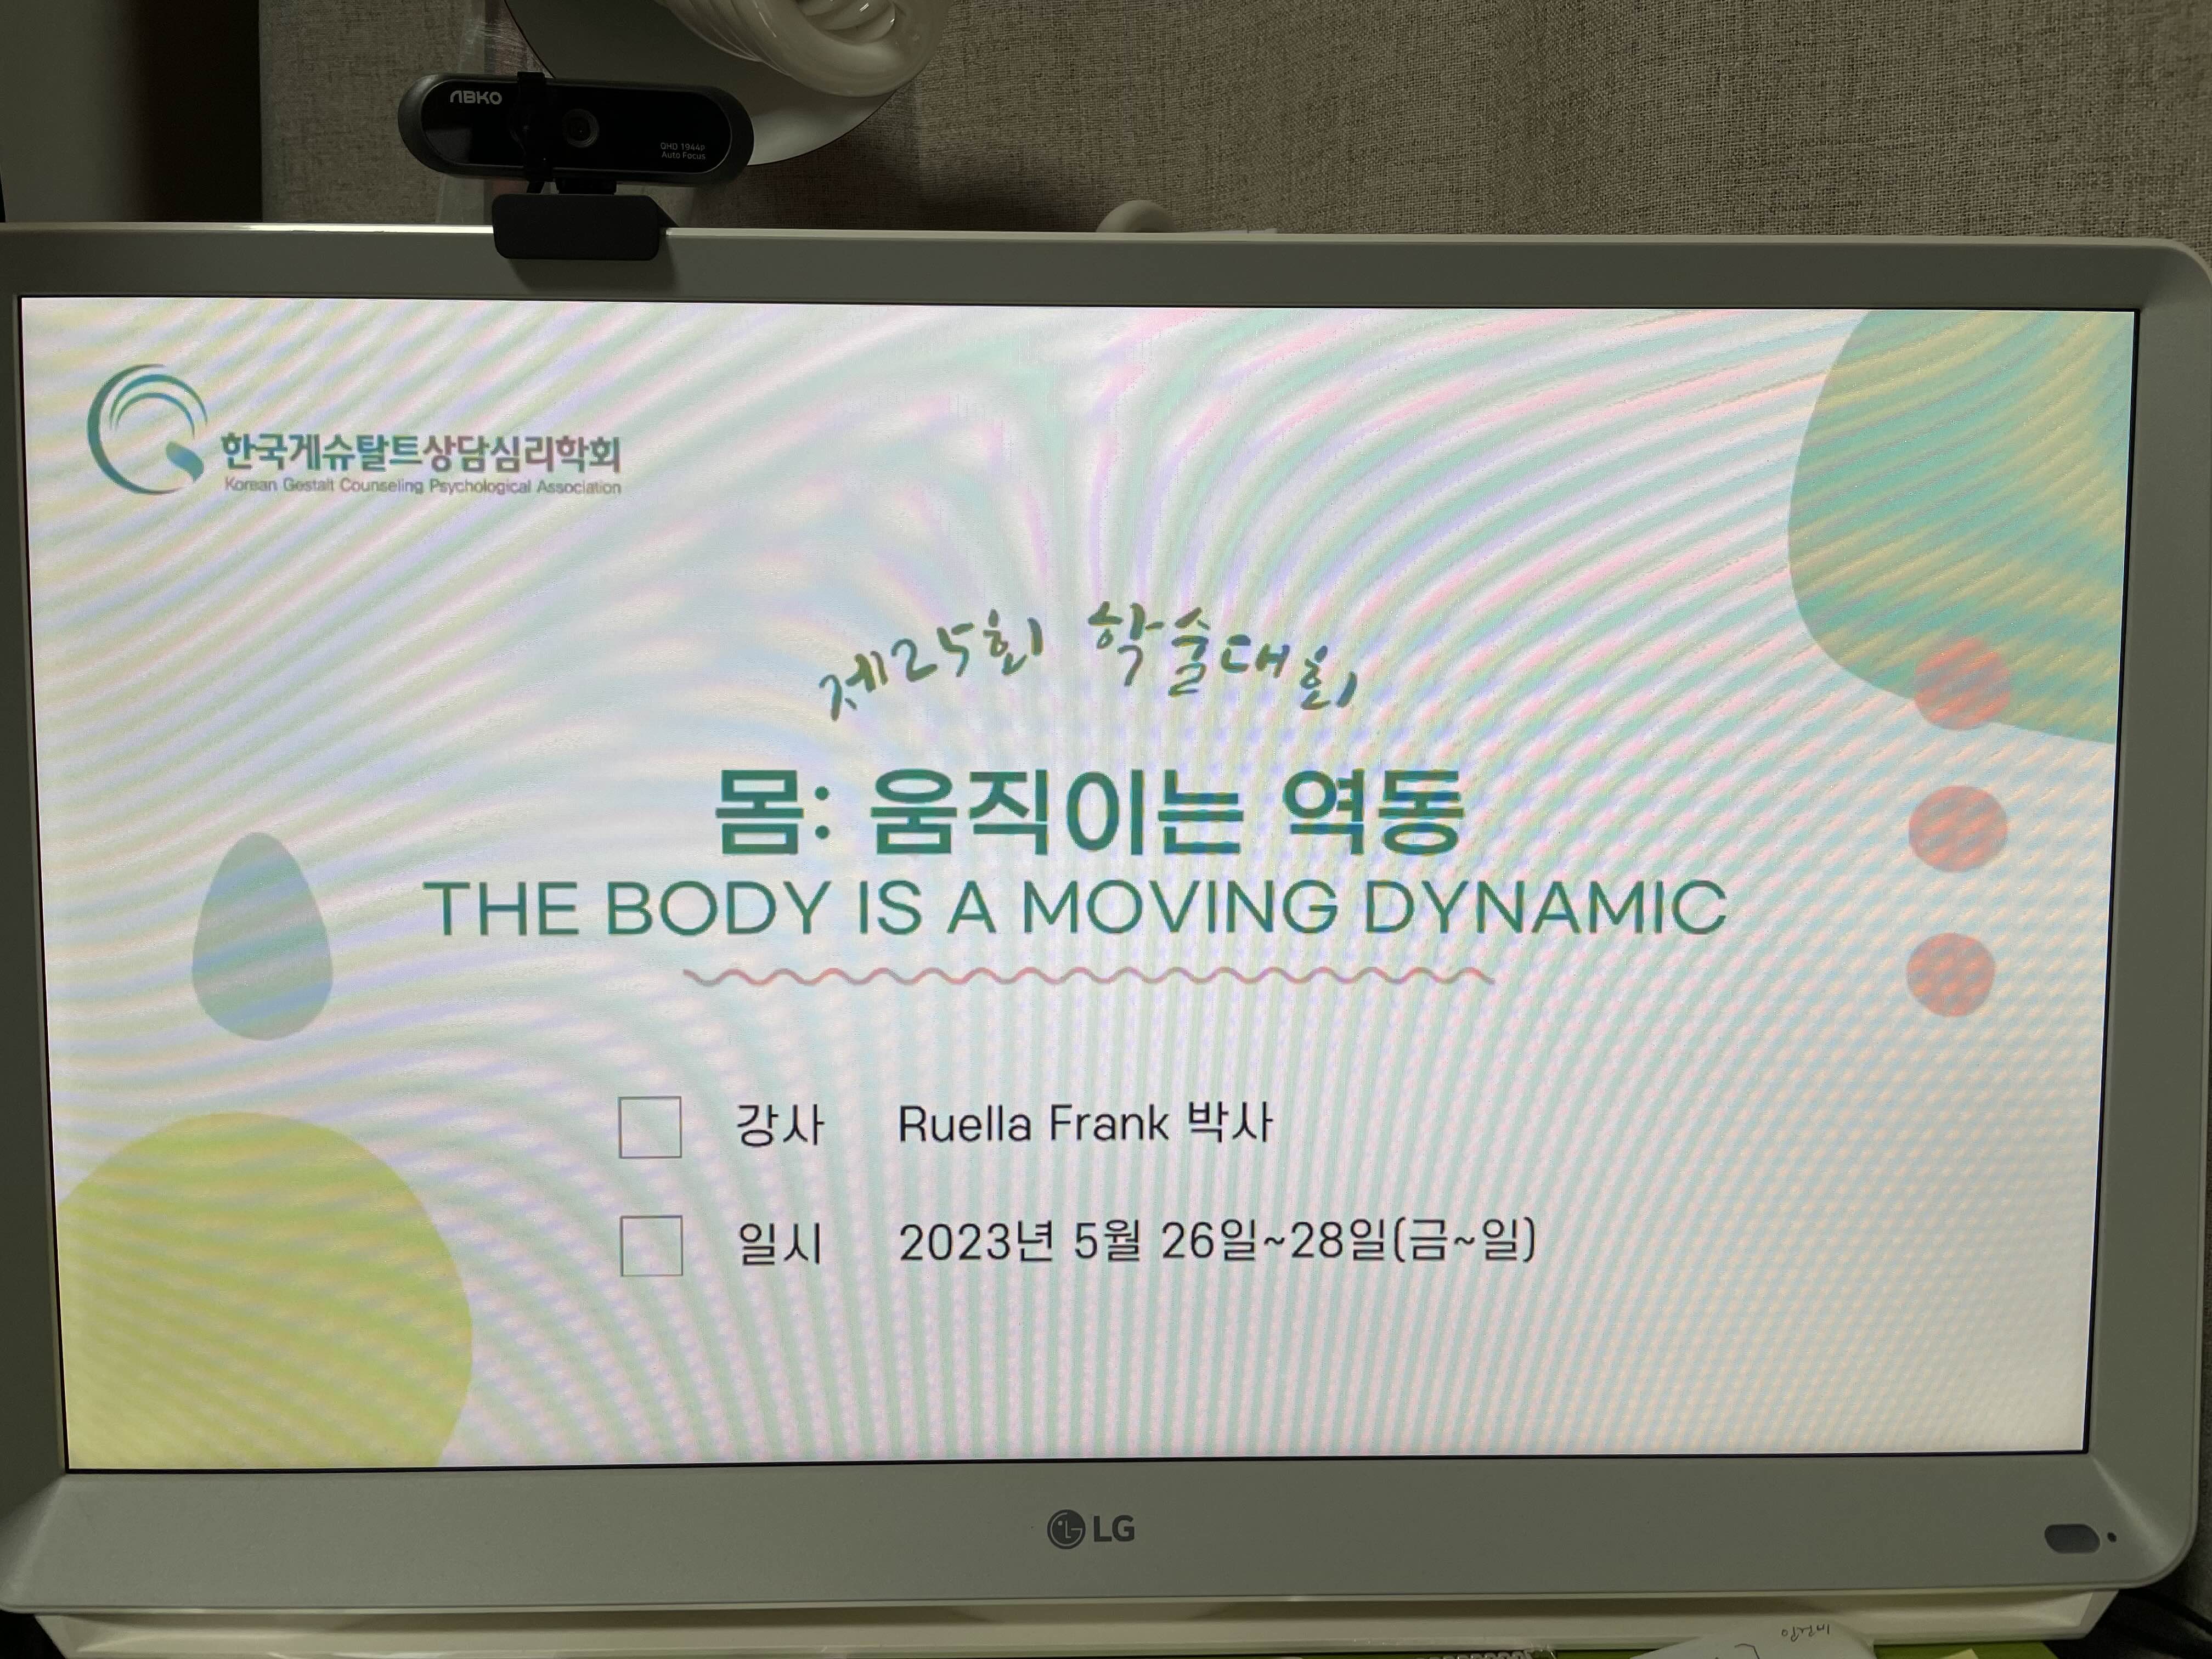 ABKO
QHD 1944P
Auto Focus
한국게슈탈트상담심리학회
Korean Gestalt Counseling Psychological Association
제25회 학술대회
몸: 움직이는 역동
THE BODY IS A MOVING DYNAMIC
강사 Ruella Frank 박사
일시 2023년 5월 26일~28일(금~일)
LG